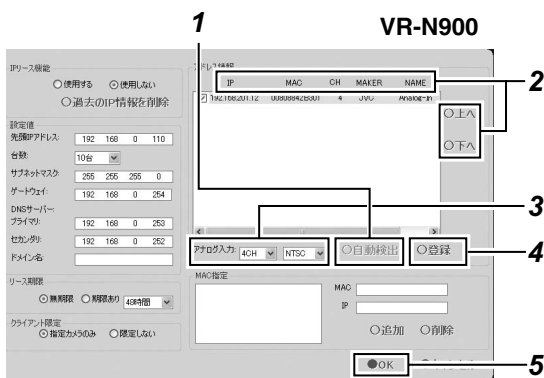 1
VR-N900
IPリース機能
○使用する ◎使用しない
○過去のIP情報を削除
設定値
先頭IPアドレス: 192 168 0 110
台数: 10台
サブネットマスク: 255 255 255 0
ゲートウェイ: 192 168 0 254
DNSサーバー:
プライマリ: 192 168 0 253
セカンダリ: 192 168 0 252
ドメイン名:
リース期限
◎無期限 ○期限あり 48時間
クライアント限定
◎指定カメラのみ ○限定しない
アドレス情報
IP MAC CH MAKER NAME
192.168.201.12 00808842B301 4 JVC Analog-In
○上へ
○下へ
2
3
アナログ入力: 4CH NTSC
○自動検出 ○登録
4
MAC指定
MAC
IP
○追加 ○削除
●OK
5